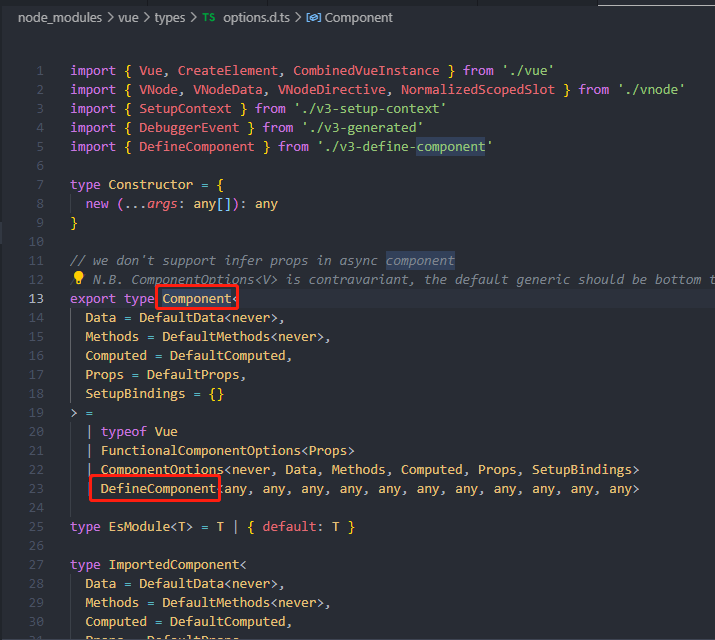 node_modules > vue > types > TS options.d.ts > Component
1 import { Vue, CreateElement, CombinedVueInstance } from './vue'
2 import { VNode, VNodeData, VNodeDirective, NormalizedScopedSlot } from './vnode'
3 import { SetupContext } from './v3-setup-context'
4 import { DebuggerEvent } from './v3-generated'
5 import { DefineComponent } from './v3-define-component'
6
7 type Constructor = {
8 new (...args: any[]): any
9 }
10
11 // we don't support infer props in async component
12 // N.B. ComponentOptions<V> is contravariant, the default generic should be bottom t
13 export type Component<
14 Data = DefaultData<never>,
15 Methods = DefaultMethods<never>,
16 Computed = DefaultComputed,
17 Props = DefaultProps,
18 SetupBindings = {}
19 > =
20 | typeof Vue
21 | FunctionalComponentOptions<Props>
22 | ComponentOptions<never, Data, Methods, Computed, Props, SetupBindings>
23 | DefineComponent<any, any, any, any, any, any, any, any, any, any, any>
24
25 type EsModule<T> = T | { default: T }
26
27 type ImportedComponent<
28 Data = DefaultData<never>,
29 Methods = DefaultMethods<never>,
30 Computed = DefaultComputed,
31 Props = DefaultProps